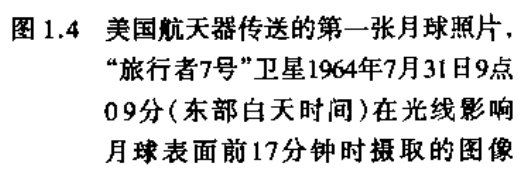 图1.4 美国航天器传送的第一张月球照片.
“旅行者7号”卫星1964年7月31日9点
09分(东部白天时间)在光线影响
月球表面前17分钟时摄取的图像